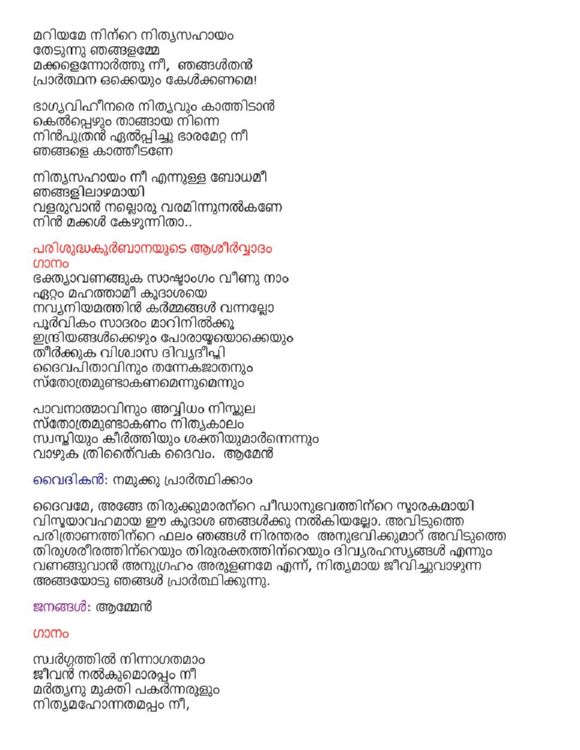 മറിയമേ നിന്റെ നിത്യസഹായം
തേടുന്നു ഞങ്ങളമ്മേ
മക്കളെന്നോർത്തു നീ, ഞങ്ങൾതൻ
പ്രാർത്ഥന ഒക്കെയും കേൾക്കണമെ!
ഭാഗ്യവിഹീനരെ നിത്യവും കാത്തിടാൻ
കെൽപ്പെഴും താങ്ങായ നിന്നെ
നിൻപുത്രൻ ഏൽപ്പിച്ചു ഭാരമേറ്റ നീ
ഞങ്ങളെ കാത്തീടണേ
നിത്യസഹായം നീ എന്നുള്ള ബോധമീ
ഞങ്ങളിലാഴമായി
വളരുവാൻ നല്ലൊരു വരമിന്നുനൽകണേ
നിൻ മക്കൾ കേഴുന്നിതാ..
പരിശുദ്ധകുർബാനയുടെ ആശീർവ്വാദം
ഗാനം
ഭക്ത്യാവണങ്ങുക സാഷ്ടാംഗം വീണു നാം
ഏറ്റം മഹത്താമീ കൂദാശയെ
നവ്യനിയമത്തിൻ കർമ്മങ്ങൾ വന്നല്ലോ
പൂർവികം സാദരം മാറിനിൽക്കൂ
ഇന്ദ്രിയങ്ങൾക്കെഴും പോരായ്മയൊക്കെയും
തീർക്കുക വിശ്വാസ ദിവ്യദീപ്തി
ദൈവപിതാവിനും തന്നേകജാതനും
സ്തോത്രമുണ്ടാകണമെന്നുമെന്നും
പാവനാത്മാവിനും അവ്വിധം നിസ്തുല
സ്തോത്രമുണ്ടാകണം നിത്യകാലം
സ്വസ്തിയും കീർത്തിയും ശക്തിയുമാർന്നെന്നും
വാഴുക ത്രിത്വൈക ദൈവം. ആമേൻ
വൈദികൻ: നമുക്കു പ്രാർത്ഥിക്കാം
ദൈവമേ, അങ്ങേ തിരുക്കുമാരന്റെ പീഡാനുഭവത്തിന്റെ സ്മാരകമായി
വിസ്മയാവഹമായ ഈ കൂദാശ ഞങ്ങൾക്കു നൽകിയല്ലോ. അവിടുത്തെ
പരിത്രാണത്തിന്റെ ഫലം ഞങ്ങൾ നിരന്തരം അനുഭവിക്കുമാറ് അവിടുത്തെ
തിരുശരീരത്തിന്റെയും തിരുരക്തത്തിന്റെയും ദിവ്യരഹസ്യങ്ങൾ എന്നും
വണങ്ങുവാൻ അനുഗ്രഹം അരുളണമേ എന്ന്, നിത്യമായ ജീവിച്ചുവാഴുന്ന
അങ്ങയോടു ഞങ്ങൾ പ്രാർത്ഥിക്കുന്നു.
ജനങ്ങൾ: ആമ്മേൻ
ഗാനം
സ്വർഗ്ഗത്തിൽ നിന്നാഗതമാം
ജീവൻ നൽകുമൊരപ്പം നീ
മർത്യനു മുക്തി പകർന്നരുളും
നിത്യമഹോന്നതമപ്പം നീ,